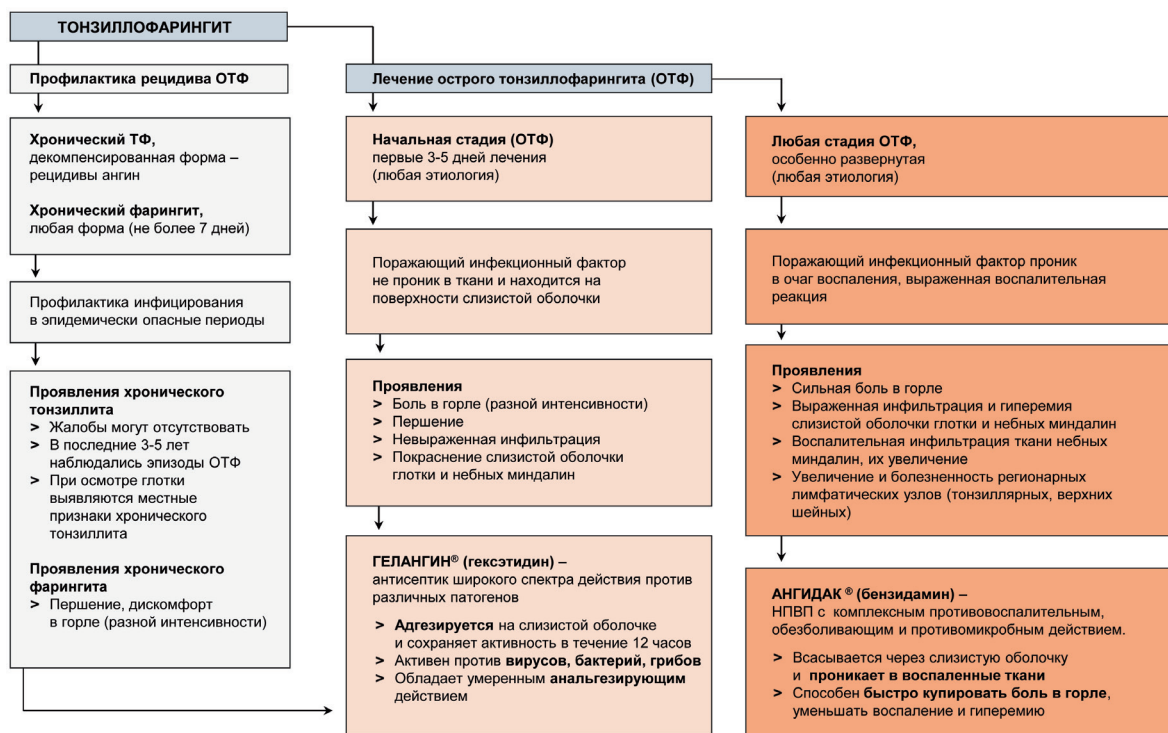 ТОНЗИЛЛОФАРИНГИТ
Профилактика рецидива ОТФ
Хронический ТФ,
декомпенсированная форма –
рецидивы ангин
Хронический фарингит,
любая форма (не более 7 дней)
Профилактика инфицирования
в эпидемически опасные периоды
Проявления хронического
тонзиллита
> Жалобы могут отсутствовать
> В последние 3-5 лет
наблюдались эпизоды ОТФ
> При осмотре глотки
выявляются местные
признаки хронического
тонзиллита
Проявления хронического
фарингита
> Першение, дискомфорт
в горле (разной интенсивности)
Лечение острого тонзиллофарингита (ОТФ)
Начальная стадия (ОТФ)
первые 3-5 дней лечения
(любая этиология)
Поражающий инфекционный фактор
не проник в ткани и находится на
поверхности слизистой оболочки
Проявления
> Боль в горле (разной интенсивности)
> Першение
> Невыраженная инфильтрация
> Покраснение слизистой оболочки
глотки и небных миндалин
ГЕЛАНГИН® (гексэтидин) –
антисептик широкого спектра действия против
различных патогенов
> Адгезируется на слизистой оболочке
и сохраняет активность в течение 12 часов
> Активен против вирусов, бактерий, грибов
> Обладает умеренным анальгезирующим
действием
Любая стадия ОТФ,
особенно развернутая
(любая этиология)
Поражающий инфекционный фактор проник
в очаг воспаления, выраженная воспалительная
реакция
Проявления
> Сильная боль в горле
> Выраженная инфильтрация и гиперемия
слизистой оболочки глотки и небных миндалин
> Воспалительная инфильтрация ткани небных
миндалин, их увеличение
> Увеличение и болезненность регионарных
лимфатических узлов (тонзиллярных, верхних
шейных)
АНГИДАК ® (бензидамин) –
НПВП с комплексным противовоспалительным,
обезболивающим и противомикробным действием.
> Всасывается через слизистую оболочку
и проникает в воспаленные ткани
> Способен быстро купировать боль в горле,
уменьшать воспаление и гиперемию